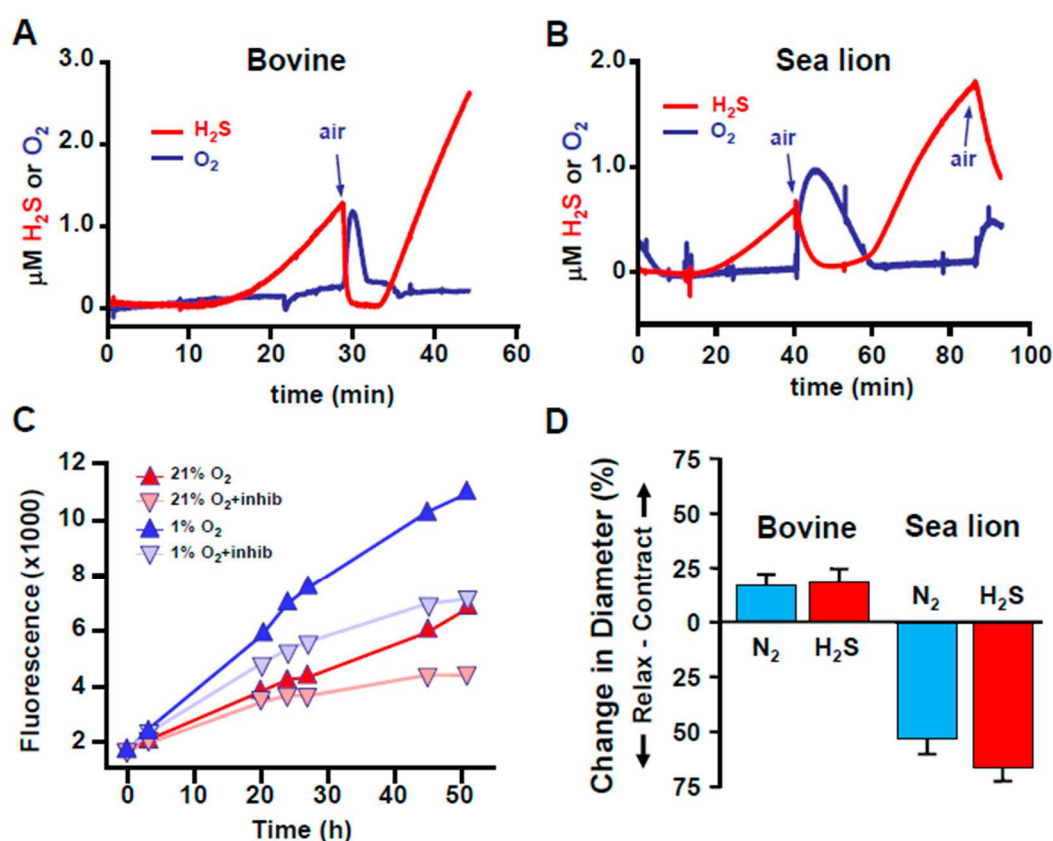 A
Bovine
3.0
2.0
1.0
0
H₂S
O₂
air
μM H₂S or O₂
0 10 20 30 40 50 60
time (min)
B
Sea lion
2.0
1.0
0
H₂S
O₂
air
air
μM H₂S or O₂
0 20 40 60 80 100
time (min)
C
12
10
8
6
4
2
21% O₂
21% O₂+inhib
1% O₂
1% O₂+inhib
Fluorescence (x1000)
0 10 20 30 40 50
Time (h)
D
75
50
25
0
25
50
75
Change in Diameter (%)
← Relax - Contract →
Bovine Sea lion
N₂ H₂S
N₂ H₂S